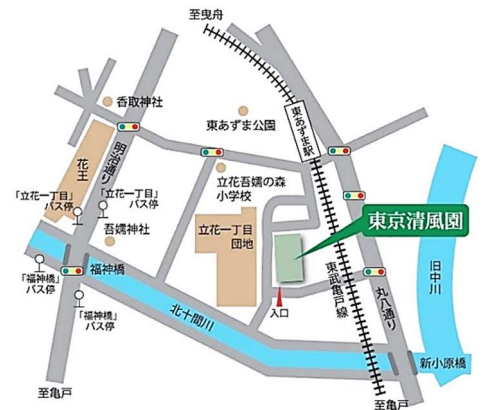 至曳舟
香取神社
東あずま公園
東あずま駅
花王
明治通り
「立花一丁目」
バス停
「立花一丁目」
バス停
立花吾嬬の森
小学校
吾嬬神社
立花一丁目
団地
東京清風園
旧中川
福神橋
「福神橋」
バス停
「福神橋」
バス停
北十間川
入口
東武亀戸線
丸八通り
新小原橋
至亀戸
至亀戸